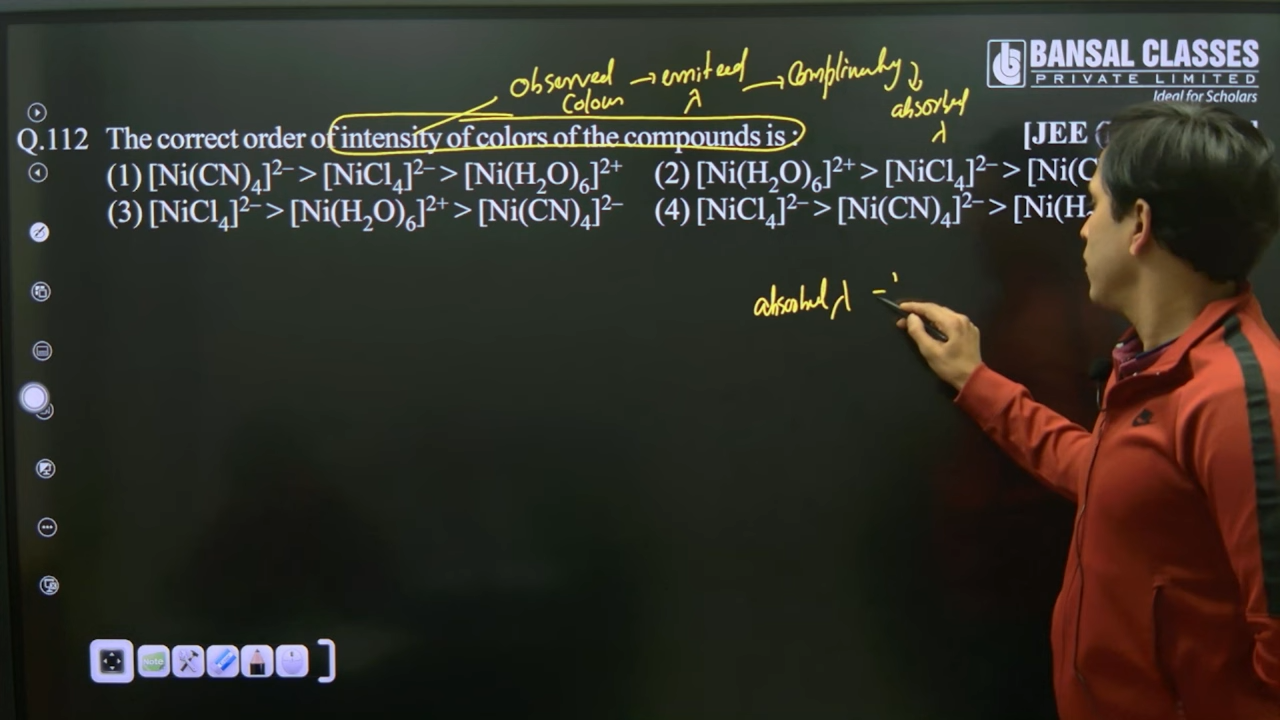 Observed → emiteed → Complimentry
Colour λ absorbed
λ
BANSAL CLASSES
PRIVATE LIMITED
Ideal for Scholars
Q.112 The correct order of intensity of colors of the compounds is : [JEE
(1) [Ni(CN)₄]²⁻ > [NiCl₄]²⁻ > [Ni(H₂O)₆]²⁺ (2) [Ni(H₂O)₆]²⁺ > [NiCl₄]²⁻ > [Ni(C
(3) [NiCl₄]²⁻ > [Ni(H₂O)₆]²⁺ > [Ni(CN)₄]²⁻ (4) [NiCl₄]²⁻ > [Ni(CN)₄]²⁻ > [Ni(H
absorbed λ
Note